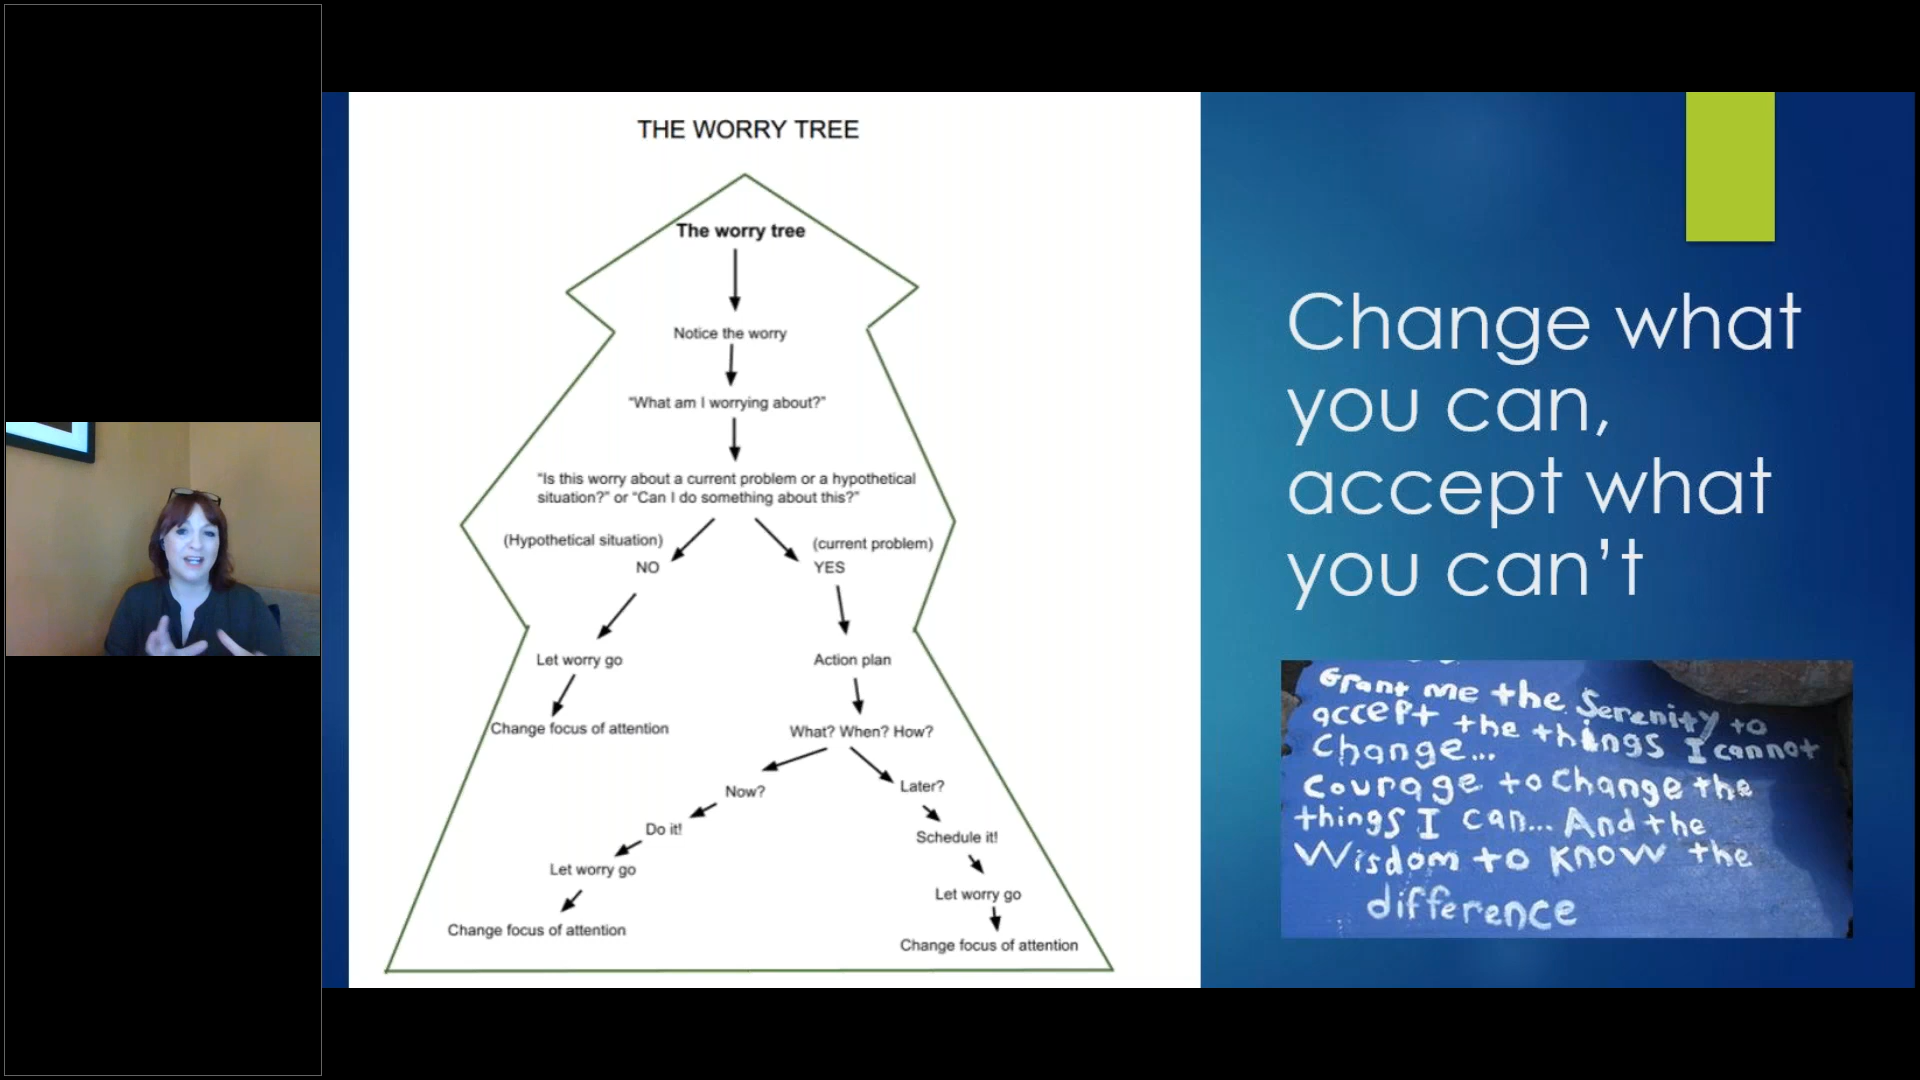 THE WORRY TREE
The worry tree
Notice the worry
"What am I worrying about?"
"Is this worry about a current problem or a hypothetical
situation?" or "Can I do something about this?"
(Hypothetical situation)
NO
(current problem)
YES
Let worry go
Change focus of attention
Action plan
What? When? How?
Now?
Do it!
Let worry go
Change focus of attention
Later?
Schedule it!
Let worry go
Change focus of attention
Change what
you can,
accept what
you can't
Grant me the Serenity to
accept the things I cannot
Change...
Courage to change the
things I can... And the
Wisdom to know the
difference